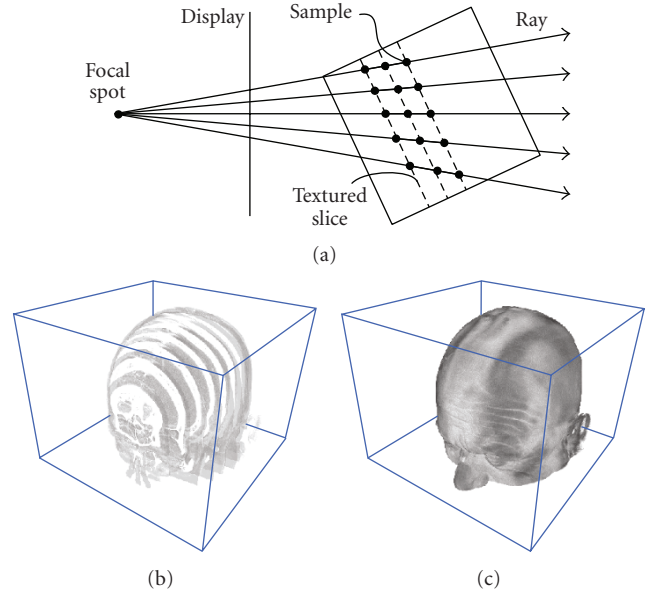 Display
Sample
Ray
Focal
spot
Textured
slice
(a)
(b)
(c)